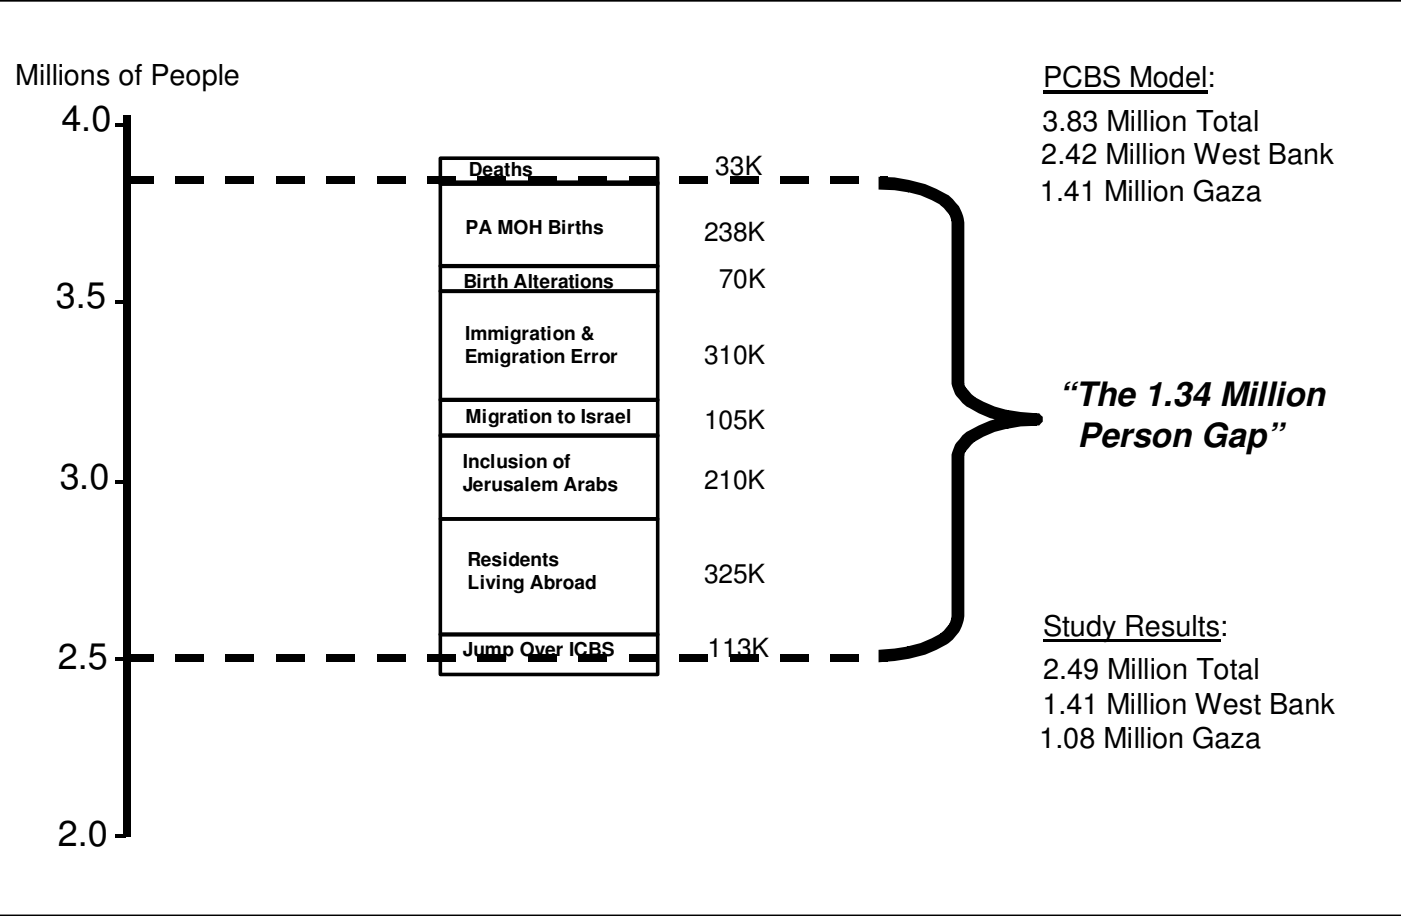 Millions of People
4.0
3.5
3.0
2.5
2.0
Deaths 33K
PA MOH Births 238K
Birth Alterations 70K
Immigration &
Emigration Error 310K
Migration to Israel 105K
Inclusion of
Jerusalem Arabs 210K
Residents
Living Abroad 325K
Jump Over ICBS 113K
PCBS Model:
3.83 Million Total
2.42 Million West Bank
1.41 Million Gaza
“The 1.34 Million
Person Gap”
Study Results:
2.49 Million Total
1.41 Million West Bank
1.08 Million Gaza